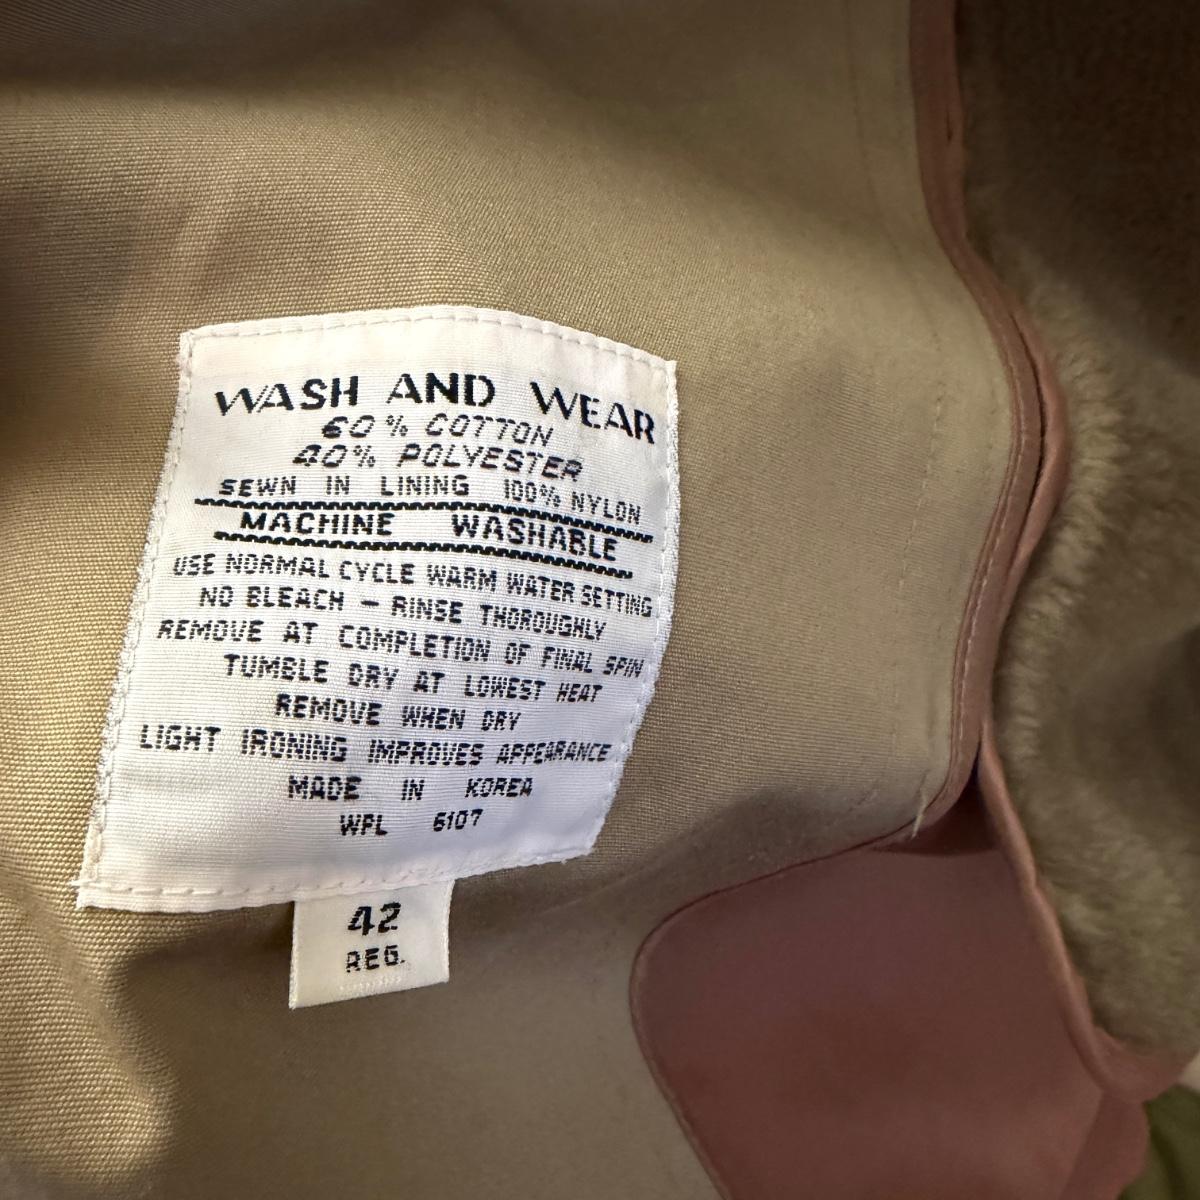 WASH AND WEAR
60% COTTON
40% POLYESTER
SEWN IN LINING 100% NYLON
MACHINE WASHABLE
USE NORMAL CYCLE WARM WATER SETTING
NO BLEACH – RINSE THOROUGHLY
REMOVE AT COMPLETION OF FINAL SPIN
TUMBLE DRY AT LOWEST HEAT
REMOVE WHEN DRY
LIGHT IRONING IMPROVES APPEARANCE
MADE IN KOREA
WPL 6107
42
REG.